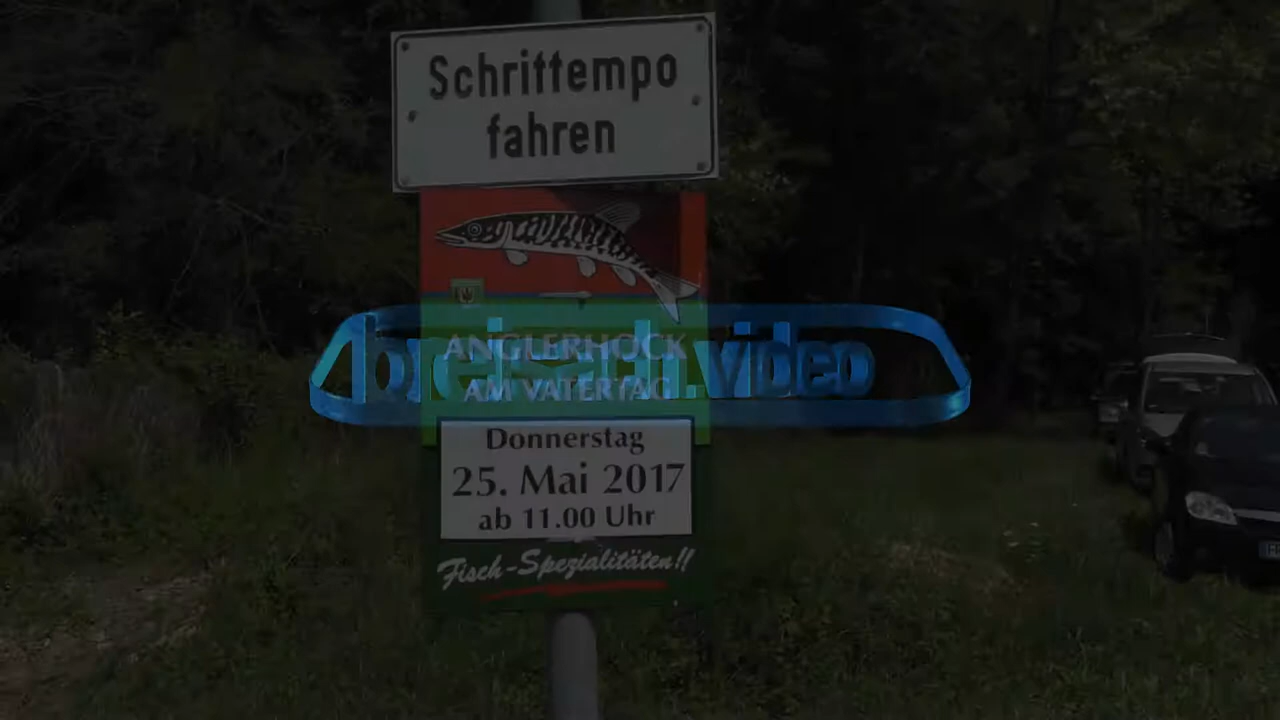 Schrittempo
fahren
ANGLERHOCK
AM VATERTAG
breisach.video
Donnerstag
25. Mai 2017
ab 11.00 Uhr
Fisch-Spezialitäten!!